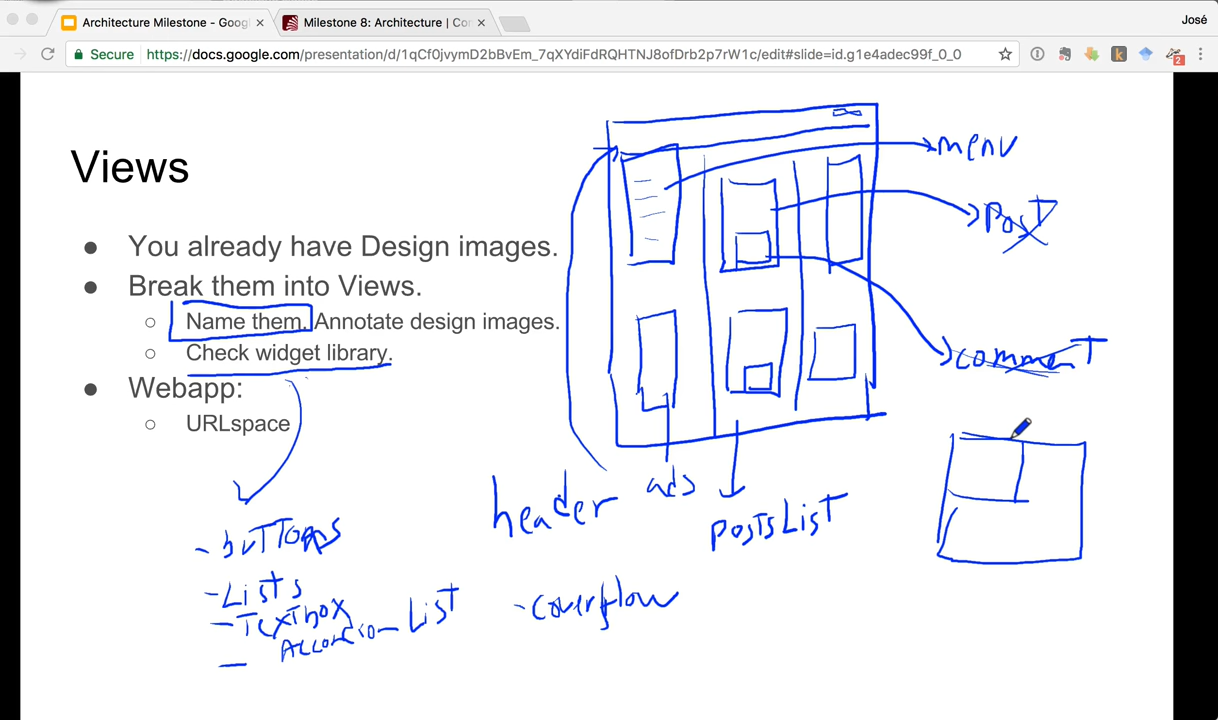 Architecture Milestone - Goog
Milestone 8: Architecture | Con
José
Secure
https://docs.google.com/presentation/d/1qCf0jvymD2bBvEm_7qXYdiFdRQHTNJ8ofDrb2p7rW1c/edit#slide=id.g1e4adec99f_0_0
k
2
Views
● You already have Design images.
● Break them into Views.
○ Name them. Annotate design images.
○ Check widget library.
● Webapp:
○ URLspace
menu
Post
comment
header
ads
postsList
- buttons
- Lists
- Textbox
Accordion List
- coverflow